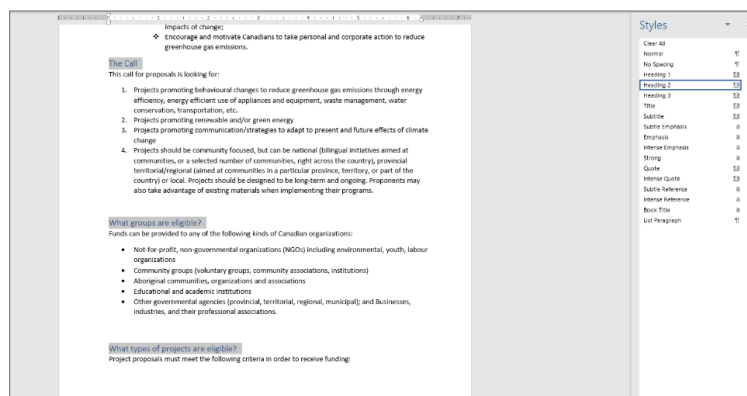 Impacts of change;
❖ Encourage and motivate Canadians to take personal and corporate action to reduce
greenhouse gas emissions.
The Call
This call for proposals is looking for:
1. Projects promoting behavioural changes to reduce greenhouse gas emissions through energy
efficiency, energy efficient use of appliances and equipment, waste management, water
conservation, transportation, etc.
2. Projects promoting renewable and/or green energy
3. Projects promoting communication/strategies to adapt to present and future effects of climate
change
4. Projects should be community focused, but can be national (bilingual initiatives aimed at
communities, or a selected number of communities, right across the country), provincial
territorial/regional (aimed at communities in a particular province, territory, or part of the
country) or local. Projects should be designed to be long-term and ongoing. Proponents may
also take advantage of existing materials when implementing their programs.
What groups are eligible?
Funds can be provided to any of the following kinds of Canadian organizations:
• Not-for-profit, non-governmental organizations (NGOs) including environmental, youth, labour
organizations
• Community groups (voluntary groups, community associations, institutions)
• Aboriginal communities, organizations and associations
• Educational and academic institutions
• Other governmental agencies (provincial, territorial, regional, municipal); and Businesses,
industries, and their professional associations.
What types of projects are eligible?
Project proposals must meet the following criteria in order to receive funding:
Styles
Clear All
Normal ¶
No Spacing ¶
Heading 1 ¶a
Heading 2 ¶a
Heading 3 ¶a
Title ¶a
Subtitle ¶a
Subtle Emphasis a
Emphasis a
Intense Emphasis a
Strong a
Quote ¶a
Intense Quote ¶a
Subtle Reference a
Intense Reference a
Book Title a
List Paragraph ¶